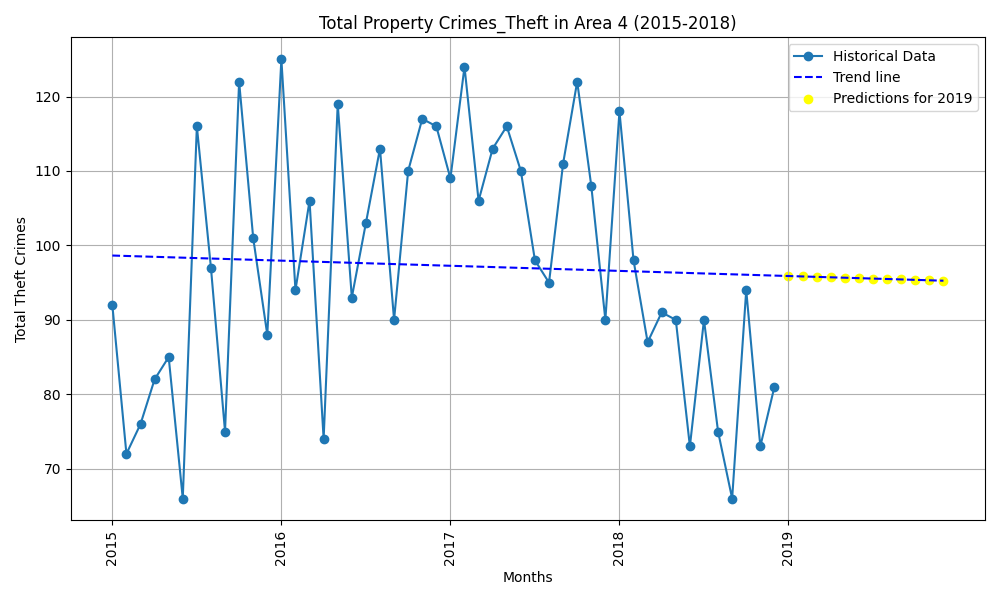 Total Property Crimes_Theft in Area 4 (2015-2018)
Historical Data
Trend line
Predictions for 2019
Total Theft Crimes
120
110
100
90
80
70
2015
2016
2017
2018
2019
Months